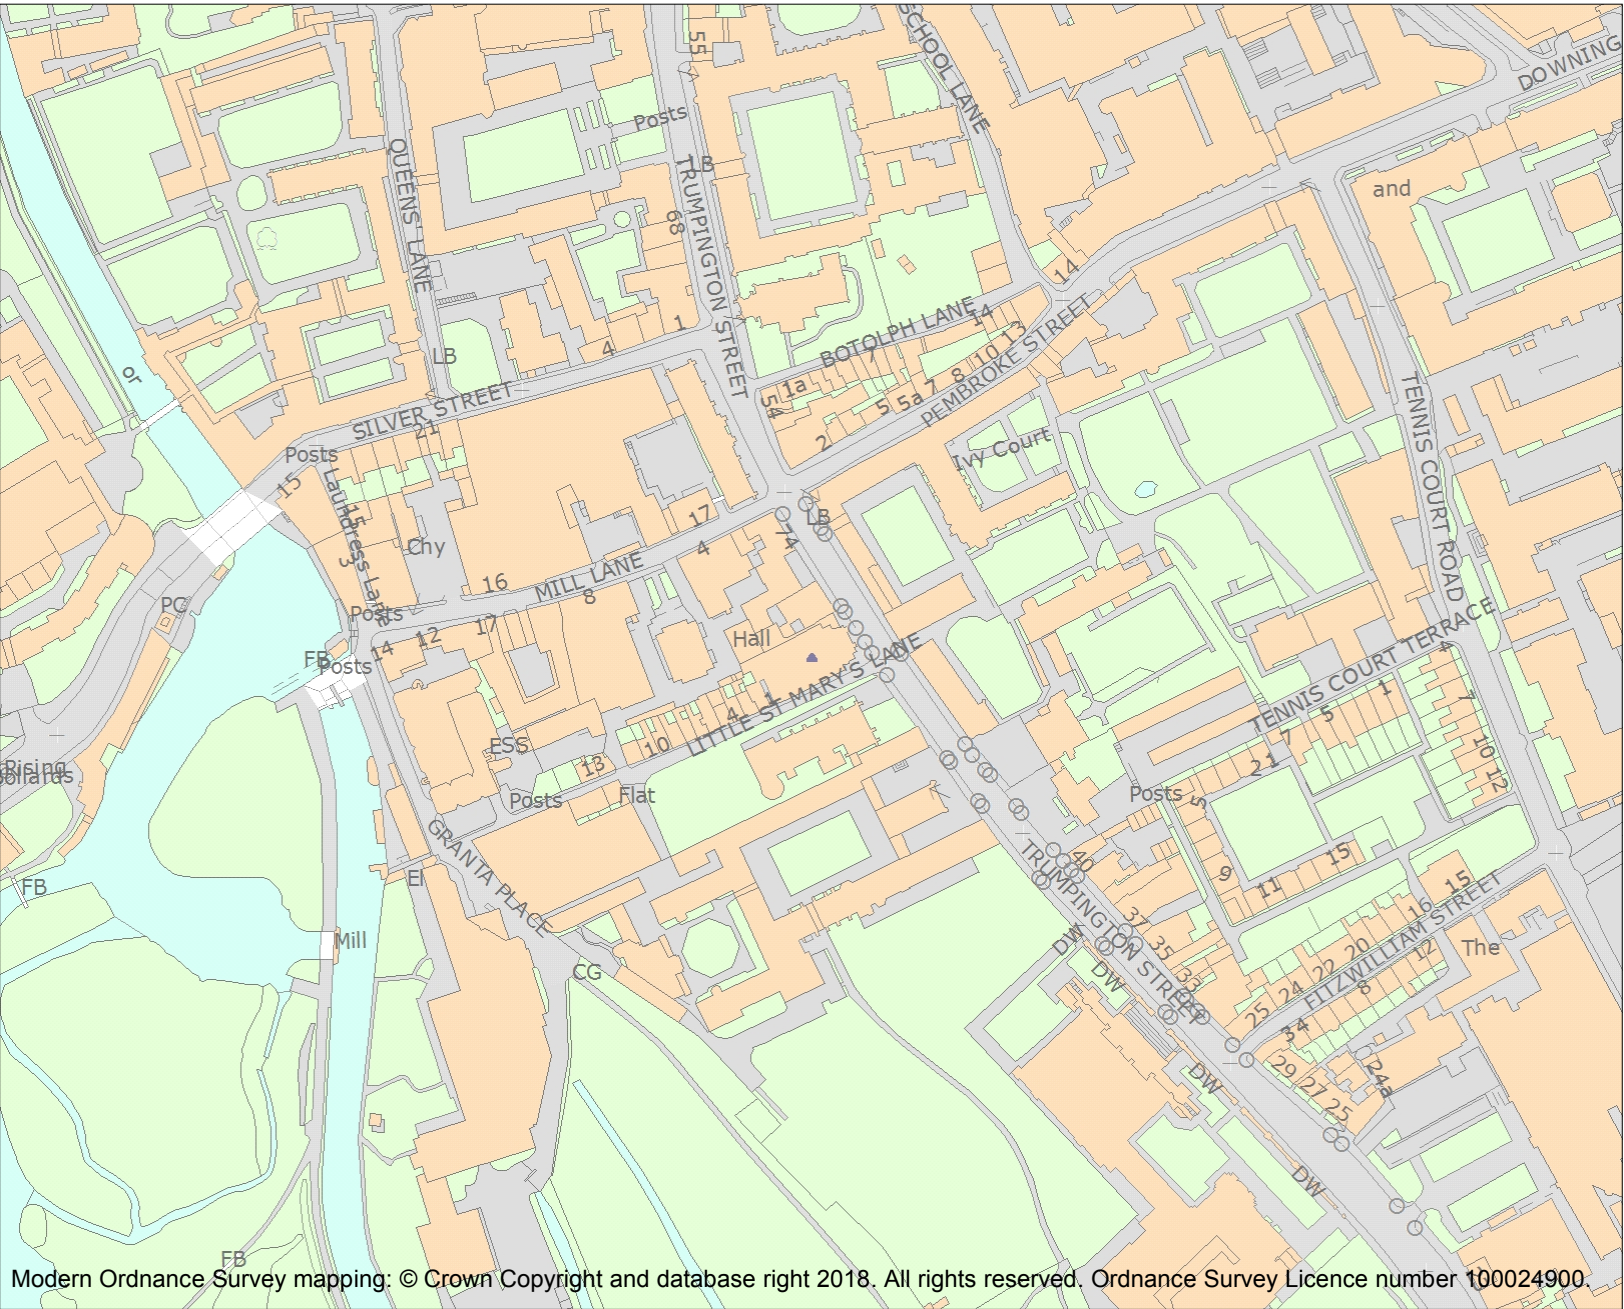 SCHOOL LANE
55
DOWNING
Posts
LB
QUEENS' LANE
TRUMPINGTON STREET
and
68
14
1
4
BOTOLPH LANE
14
13
10
8
7
7
1a
5a
5
PEMBROKE STREET
54
2
LB
or
SILVER STREET
21
Posts
15
Laundress Lane
15
3
Chy
Ivy Court
TENNIS COURT ROAD
17
LB
74
4
MILL LANE
16
8
17
12
14
Posts
PC
FB
Posts
Hall
LITTLE ST MARY'S LANE
1
4
10
13
ESS
Posts
Flat
TENNIS COURT TERRACE
4
1
5
7
7
10
12
21
Posts
5
9
11
15
Rising
ollards
GRANTA PLACE
El
FB
Mill
CG
TRUMPINGTON STREET
40
37
35
33
DW
DW
DW
DW
15
16
20
22
24
25
FITZWILLIAM STREET
12
8
34
The
29
27
25
24a
FB
Modern Ordnance Survey mapping: © Crown Copyright and database right 2018. All rights reserved. Ordnance Survey Licence number 100024900.